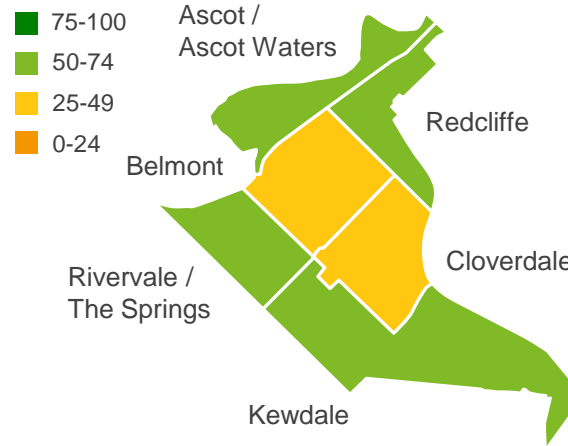 75-100
50-74
25-49
0-24
Ascot /
Ascot Waters
Redcliffe
Belmont
Cloverdale
Rivervale /
The Springs
Kewdale